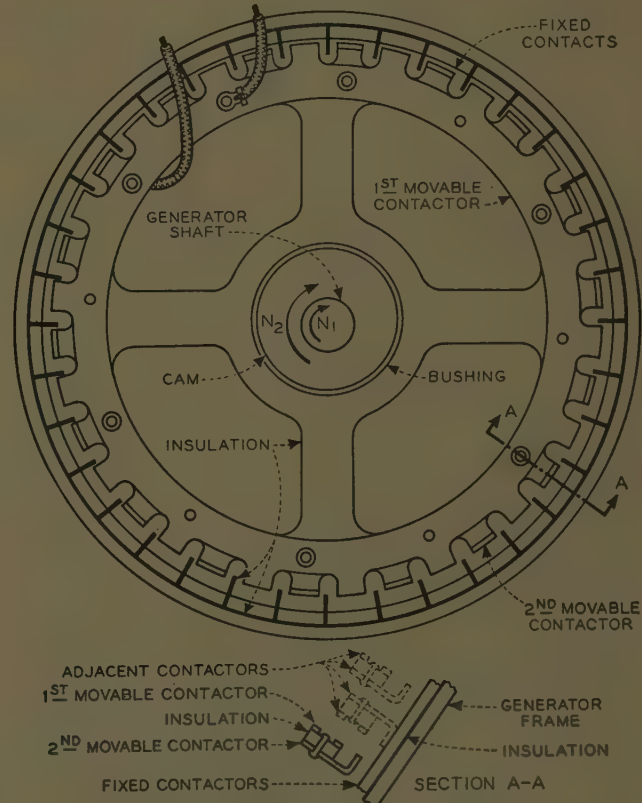 FIXED
CONTACTS
1ST MOVABLE
CONTACTOR
GENERATOR
SHAFT
N2
N1
CAM
BUSHING
INSULATION
A
A
2ND MOVABLE
CONTACTOR
ADJACENT CONTACTORS
1ST MOVABLE CONTACTOR
INSULATION
2ND MOVABLE CONTACTOR
FIXED CONTACTORS
GENERATOR
FRAME
INSULATION
SECTION A-A